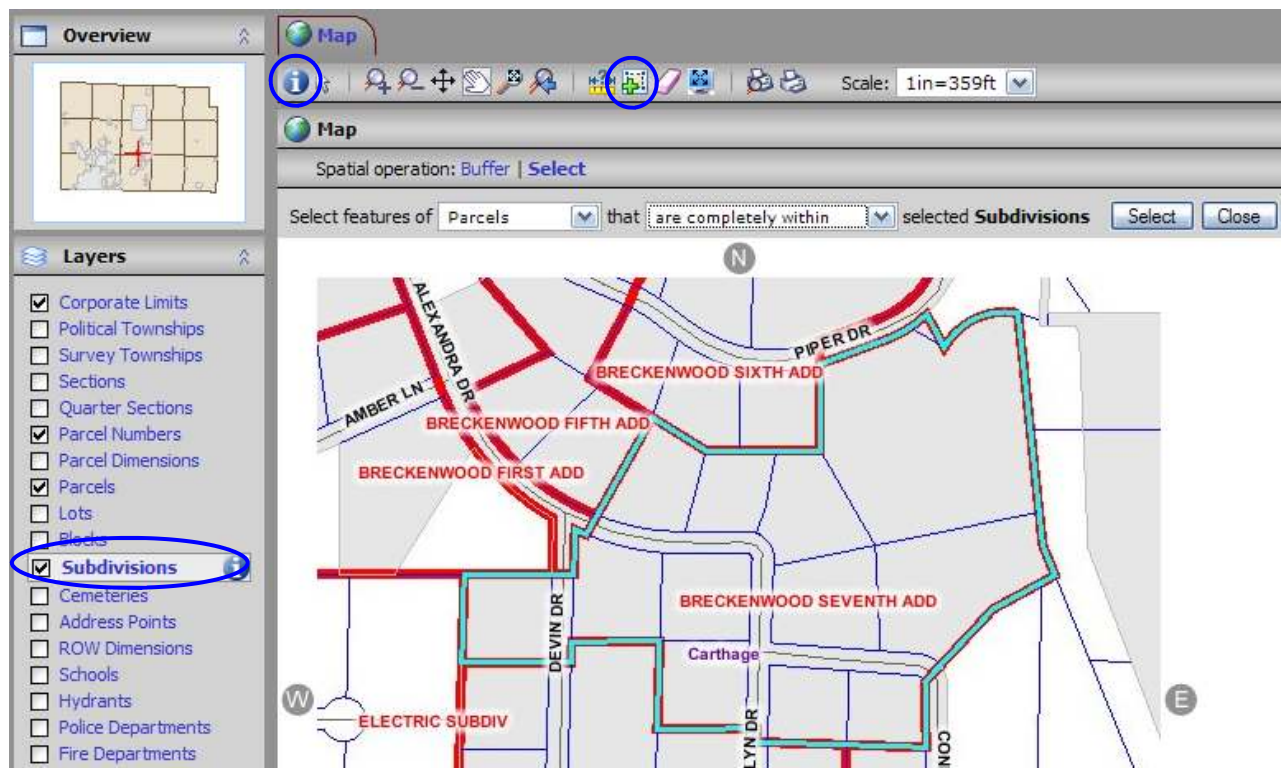 Overview
Map
Scale: 1in=359ft
Map
Spatial operation: Buffer | Select
Select features of Parcels that are completely within selected Subdivisions Select Close
Layers
Corporate Limits
Political Townships
Survey Townships
Sections
Quarter Sections
Parcel Numbers
Parcel Dimensions
Parcels
Lots
Blocks
Subdivisions
Cemeteries
Address Points
ROW Dimensions
Schools
Hydrants
Police Departments
Fire Departments
N
ALEXANDRA DR
PIPER DR
BRECKENWOOD SIXTH ADD
AMBER LN
BRECKENWOOD FIFTH ADD
BRECKENWOOD FIRST ADD
DEVIN DR
BRECKENWOOD SEVENTH ADD
Carthage
W
E
ELECTRIC SUBDIV
LYN DR
CON